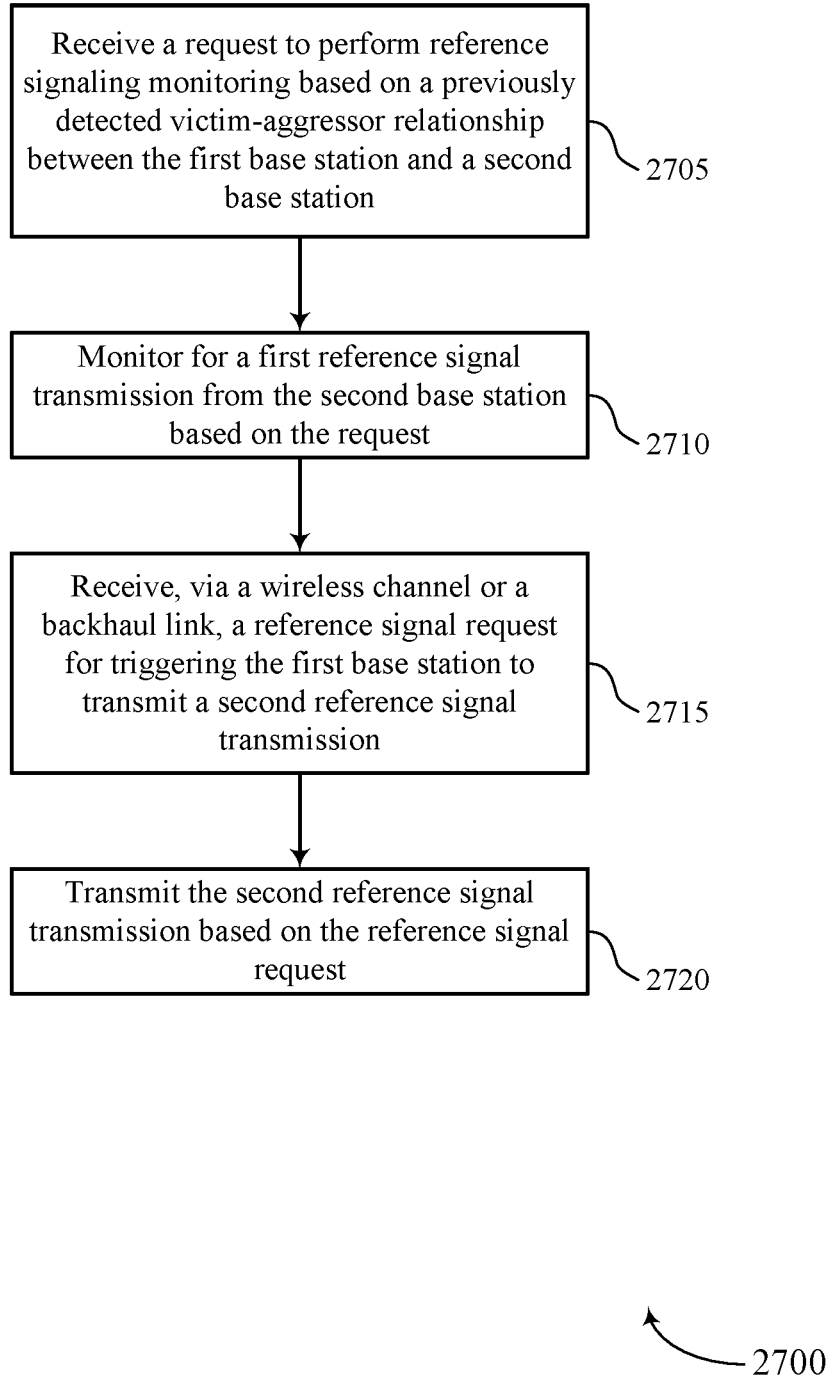 Receive a request to perform reference
signaling monitoring based on a previously
detected victim-aggressor relationship
between the first base station and a second
base station
2705
Monitor for a first reference signal
transmission from the second base station
based on the request
2710
Receive, via a wireless channel or a
backhaul link, a reference signal request
for triggering the first base station to
transmit a second reference signal
transmission
2715
Transmit the second reference signal
transmission based on the reference signal
request
2720
2700